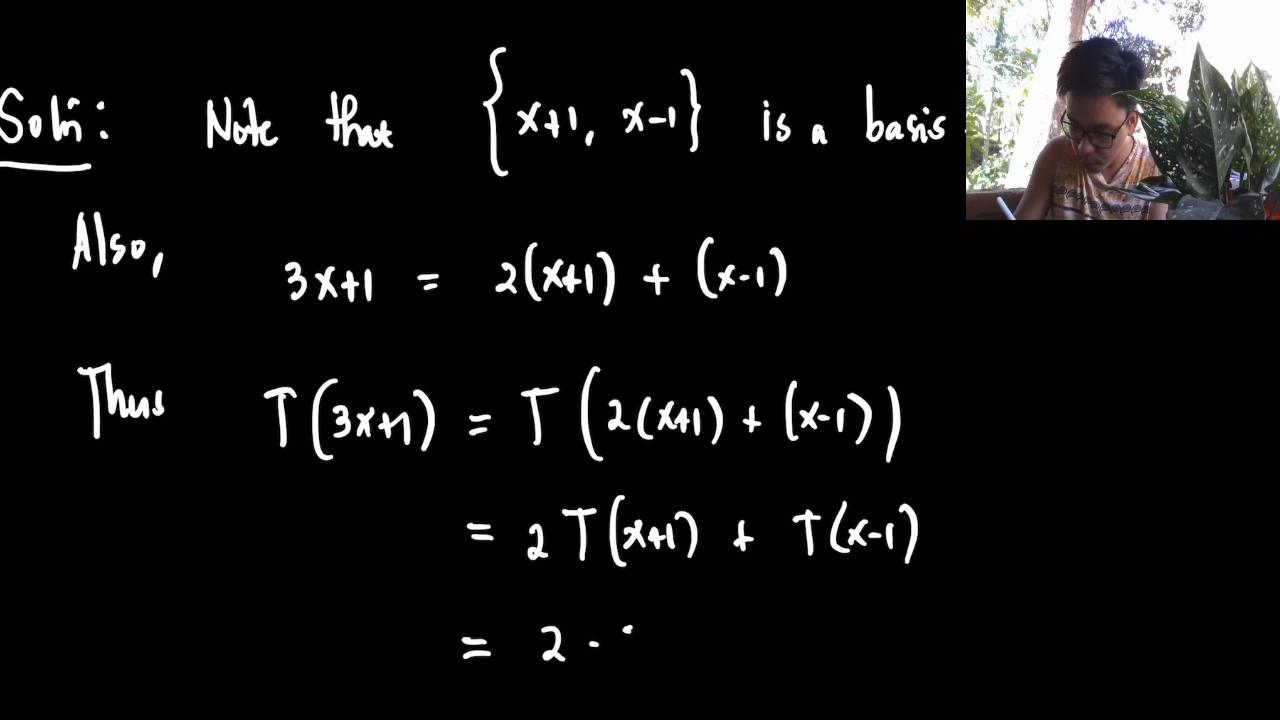 Soln: Note that {x+1, x-1} is a basis
Also,
3x+1 = 2(x+1) + (x-1)
Thus T(3x+1) = T(2(x+1) + (x-1))
= 2T(x+1) + T(x-1)
= 2 ·